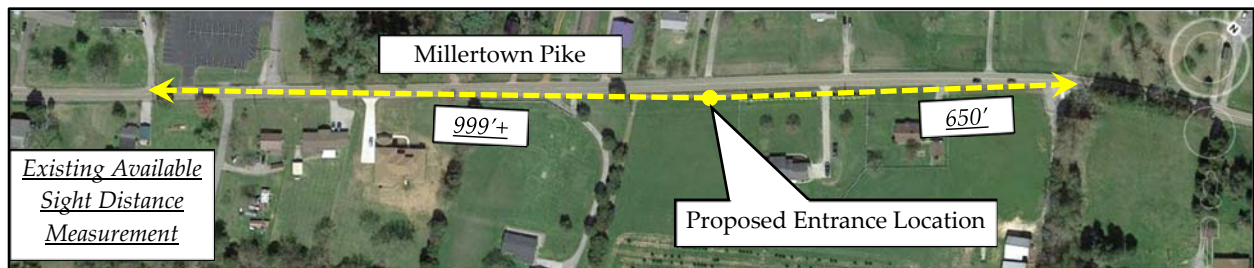 Millertown Pike
999'+
650'
Existing Available
Sight Distance
Measurement
Proposed Entrance Location
N